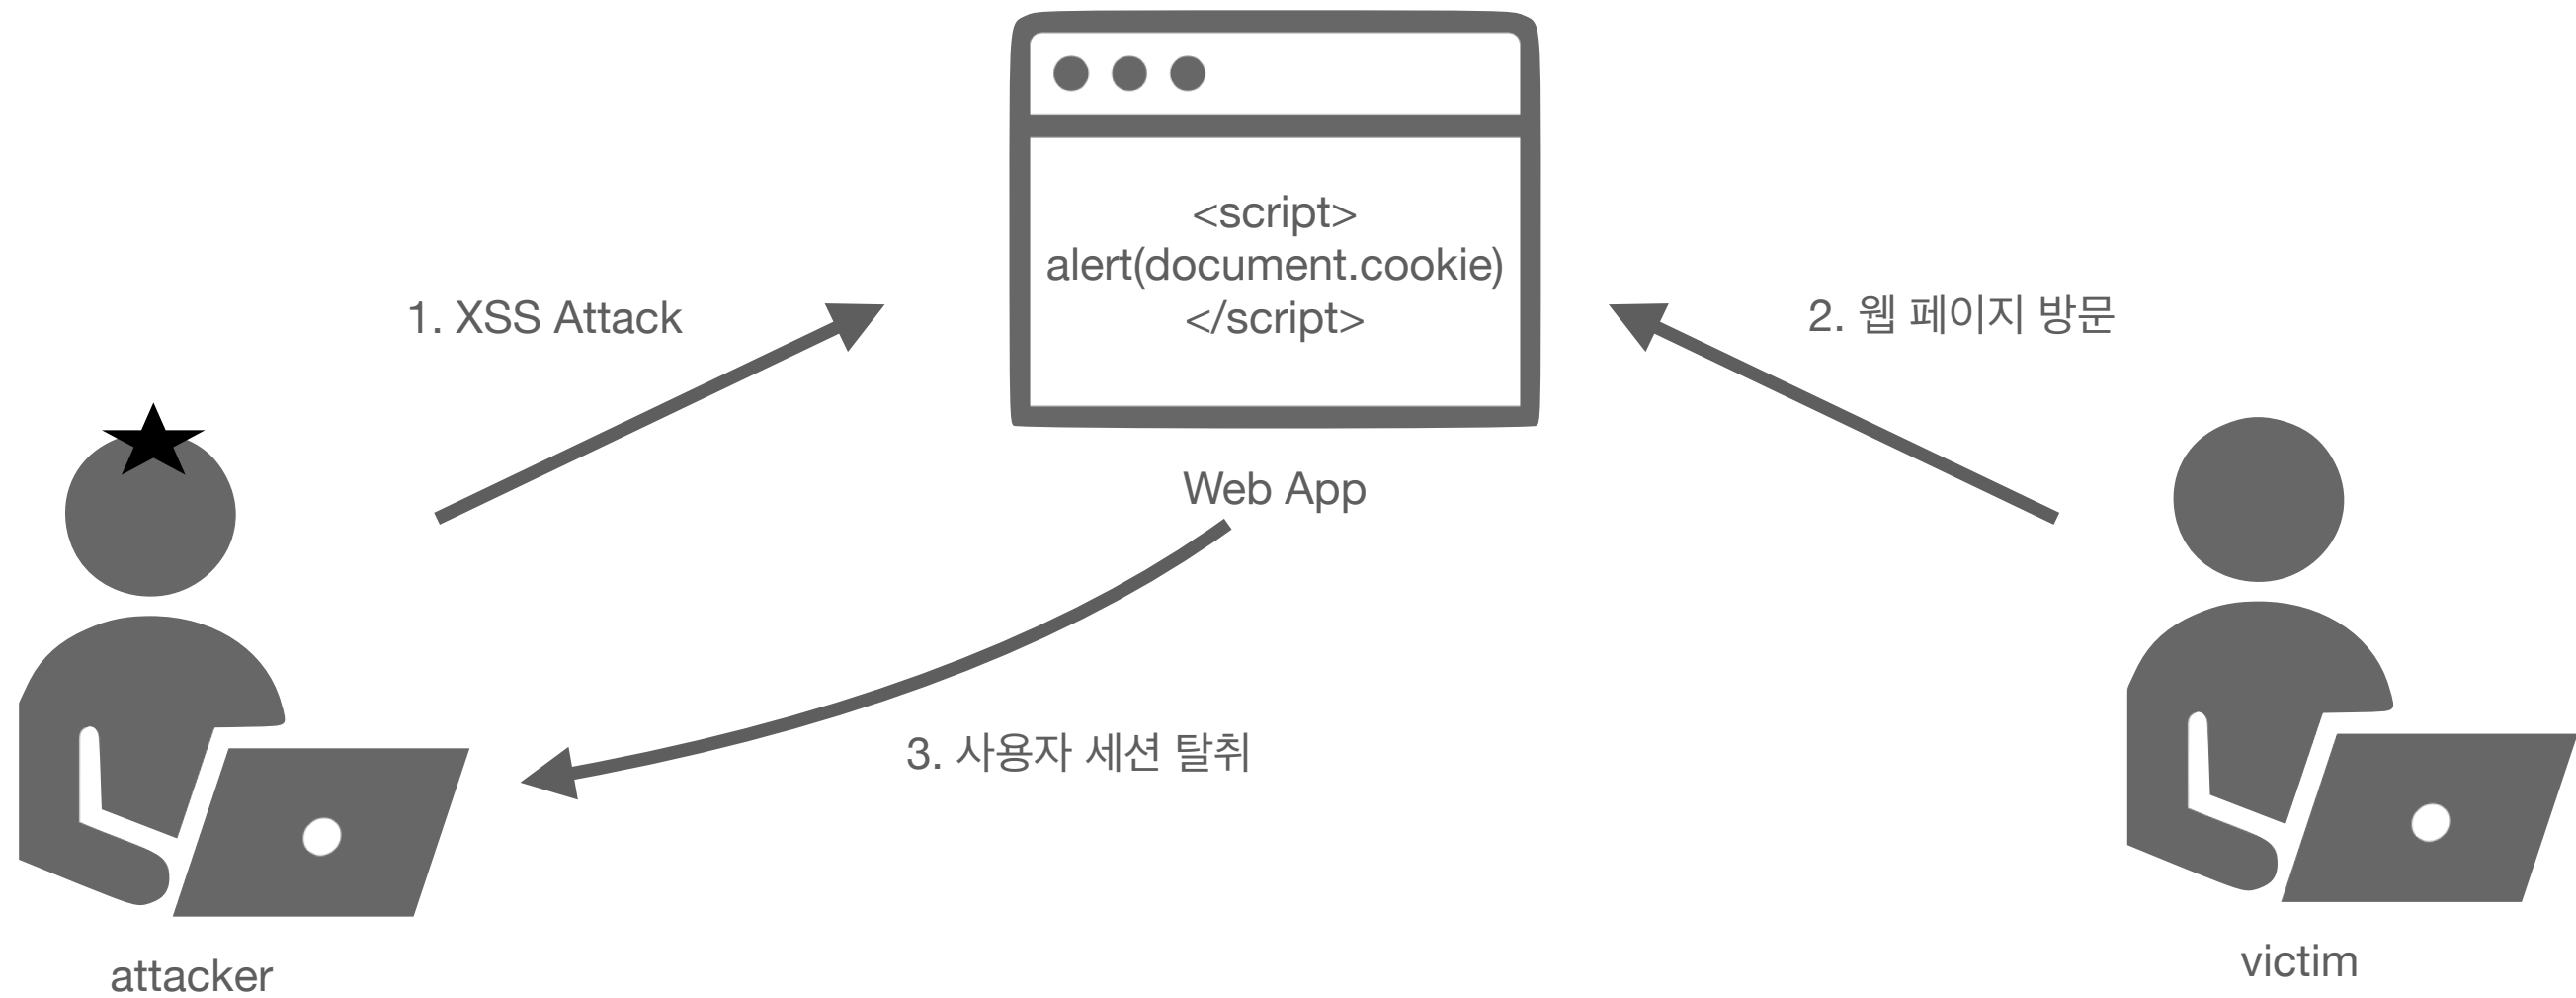 <script>
alert(document.cookie)
</script>
1. XSS Attack
2. 웹 페이지 방문
Web App
3. 사용자 세션 탈취
attacker
victim